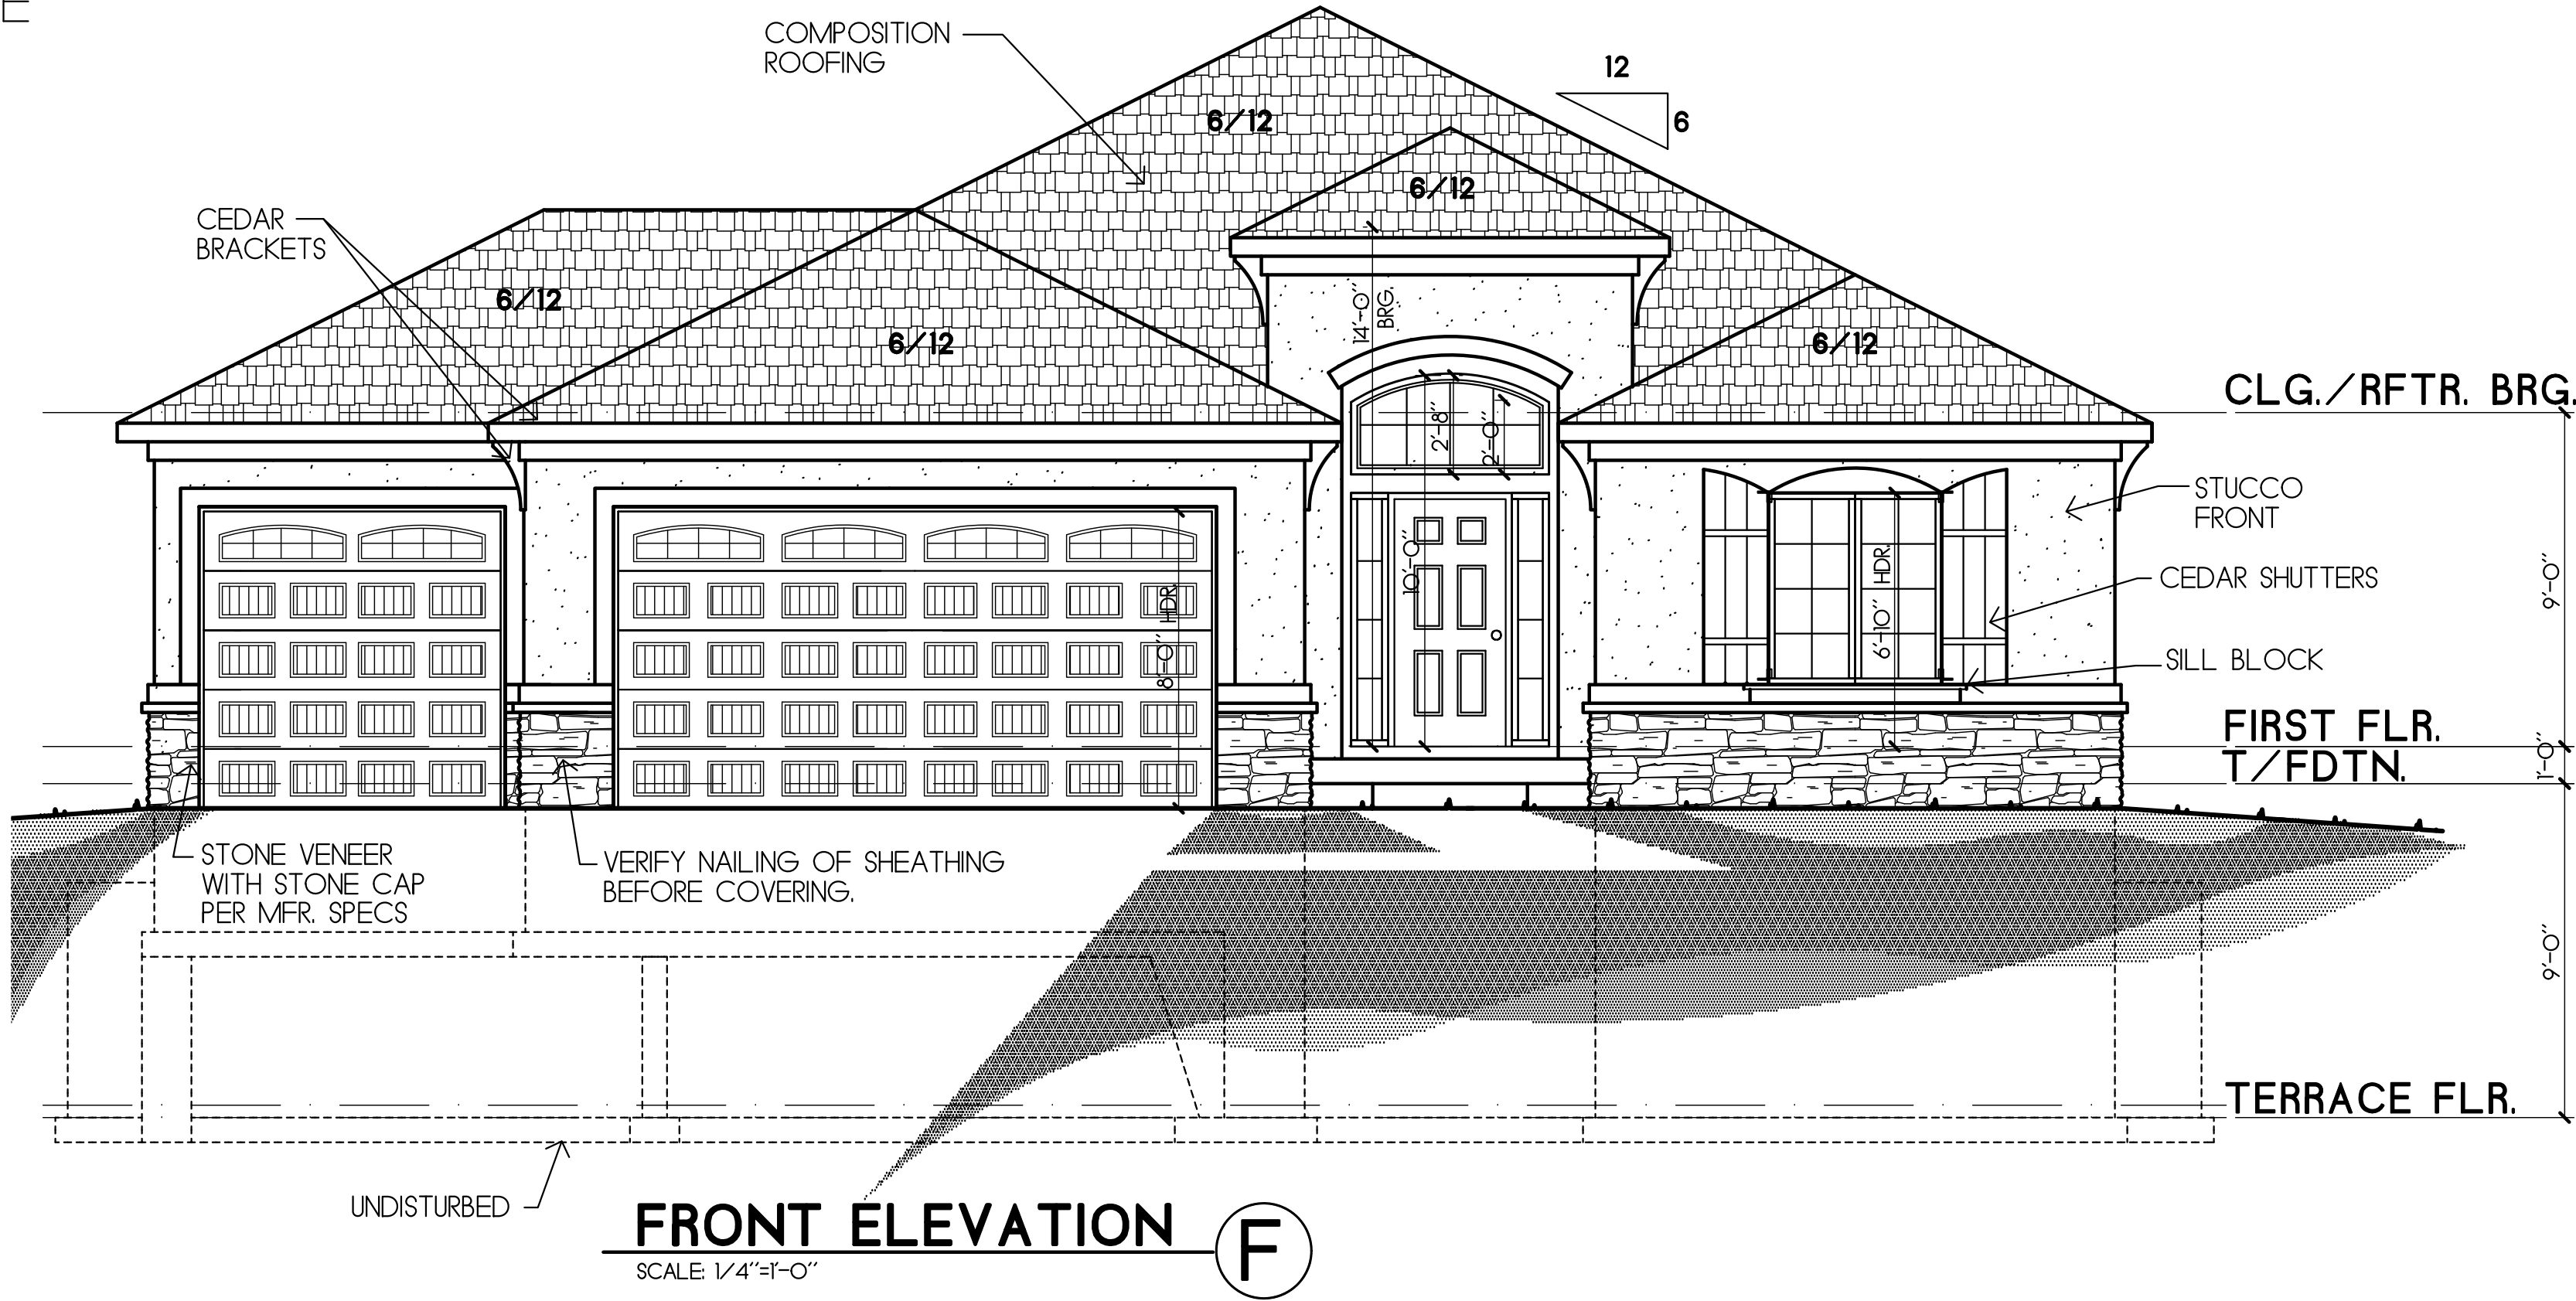 COMPOSITION
ROOFING
12
6
6/12
6/12
CEDAR
BRACKETS
6/12
6/12
6/12
14'-0"
BRG.
CLG./RFTR. BRG.
2'-8"
2'-0"
STUCCO
FRONT
10'-0"
8'-0" HDR.
6'-10" HDR.
CEDAR SHUTTERS
9'-0"
SILL BLOCK
FIRST FLR.
T/FDTN.
1'-0"
STONE VENEER
WITH STONE CAP
PER MFR. SPECS
VERIFY NAILING OF SHEATHING
BEFORE COVERING.
9'-0"
TERRACE FLR.
UNDISTURBED
FRONT ELEVATION
F
SCALE: 1/4"=1'-0"